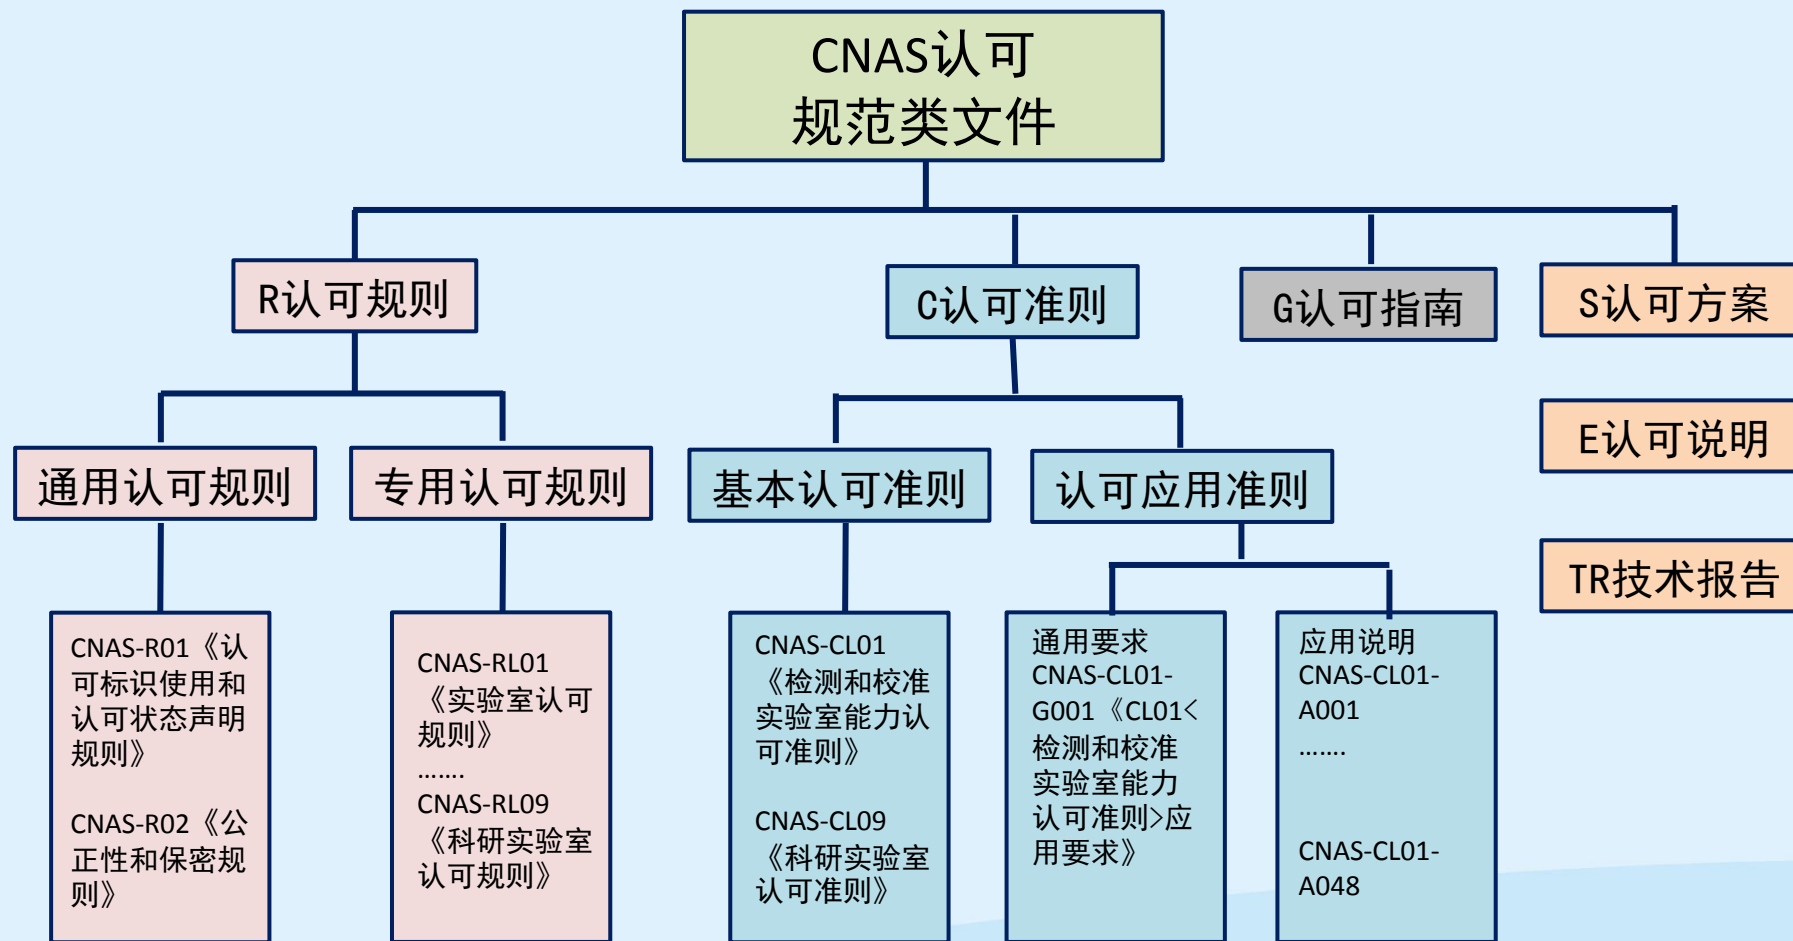 CNAS认可
规范类文件
R认可规则
C认可准则
G认可指南
S认可方案
E认可说明
TR技术报告
通用认可规则
专用认可规则
基本认可准则
认可应用准则
CNAS-R01《认
可标识使用和
认可状态声明
规则》
CNAS-R02《公
正性和保密规
则》
CNAS-RL01
《实验室认可
规则》
…….
CNAS-RL09
《科研实验室
认可规则》
CNAS-CL01
《检测和校准
实验室能力认
可准则》
CNAS-CL09
《科研实验室
认可准则》
通用要求
CNAS-CL01-
G001《CL01<
检测和校准
实验室能力
认可准则>应
用要求》
应用说明
CNAS-CL01-
A001
…….
CNAS-CL01-
A048